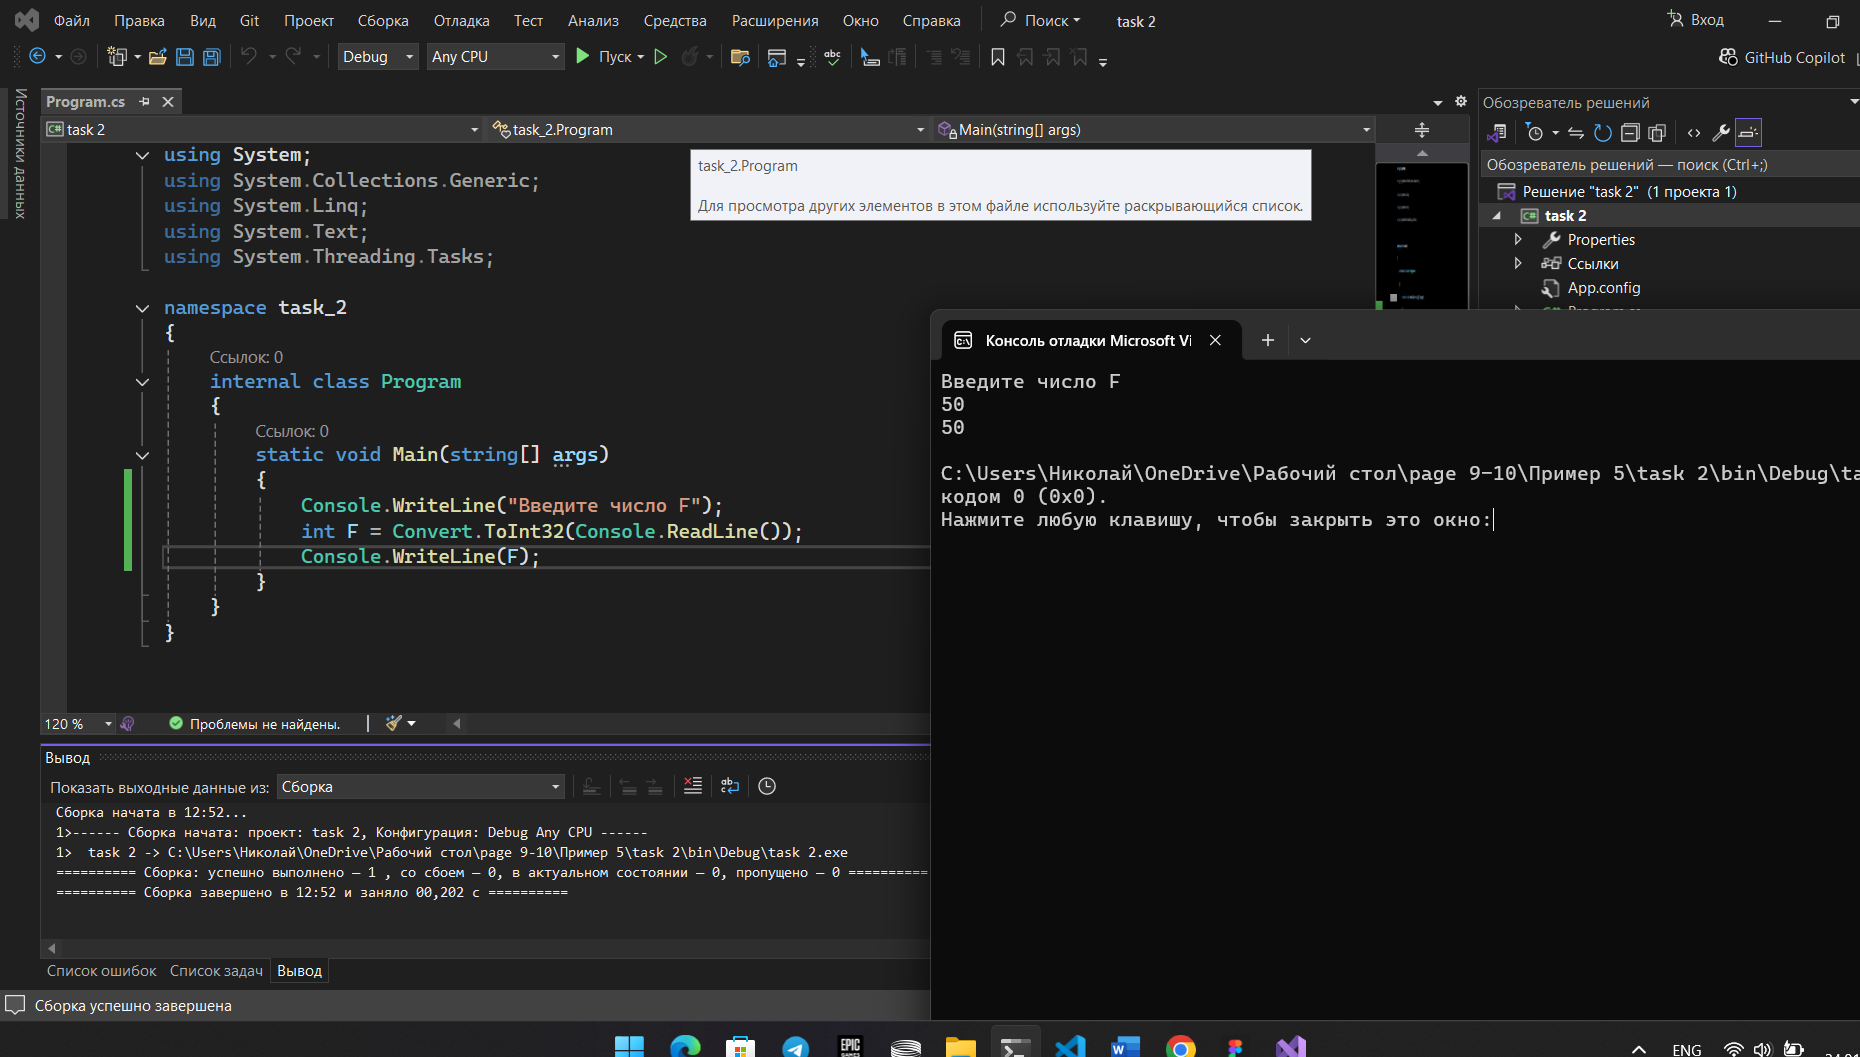 Файл Правка Вид Git Проект Сборка Отладка Тест Анализ Средства Расширения Окно Справка Поиск task 2 Вход
Debug Any CPU Пуск GitHub Copilot
Источники данных
Program.cs
task 2 task_2.Program Main(string[] args)
using System;
using System.Collections.Generic;
using System.Linq;
using System.Text;
using System.Threading.Tasks;
namespace task_2
{
Ссылок: 0
internal class Program
{
Ссылок: 0
static void Main(string[] args)
{
Console.WriteLine("Введите число F");
int F = Convert.ToInt32(Console.ReadLine());
Console.WriteLine(F);
}
}
}
task_2.Program
Для просмотра других элементов в этом файле используйте раскрывающийся список.
Обозреватель решений
Обозреватель решений — поиск (Ctrl+;)
Решение "task 2" (1 проекта 1)
task 2
Properties
Ссылки
App.config
Консоль отладки Microsoft Vi
Введите число F
50
50
C:\Users\Николай\OneDrive\Рабочий стол\page 9-10\Пример 5\task 2\bin\Debug\ta
кодом 0 (0x0).
Нажмите любую клавишу, чтобы закрыть это окно:
120 % Проблемы не найдены.
Вывод
Показать выходные данные из: Сборка
Сборка начата в 12:52...
1>------ Сборка начата: проект: task 2, Конфигурация: Debug Any CPU ------
1>  task 2 -> C:\Users\Николай\OneDrive\Рабочий стол\page 9-10\Пример 5\task 2\bin\Debug\task 2.exe
========== Сборка: успешно выполнено — 1 , со сбоем — 0, в актуальном состоянии — 0, пропущено — 0 ==========
========== Сборка завершено в 12:52 и заняло 00,202 с ==========
Список ошибок Список задач Вывод
Сборка успешно завершена
EPIC GAMES ENG